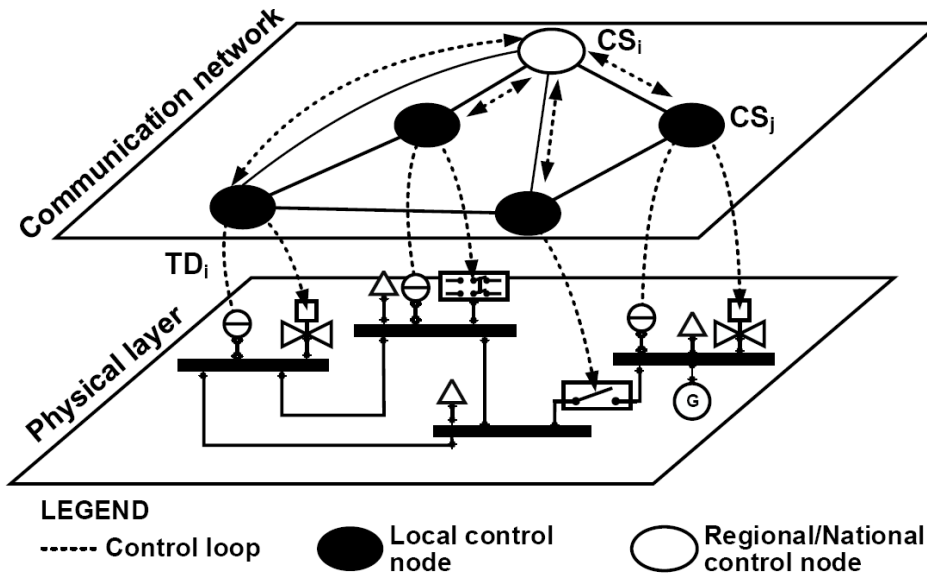 Communication network
CSᵢ
CSⱼ
TDᵢ
Physical layer
G
LEGEND
Control loop
Local control
node
Regional/National
control node